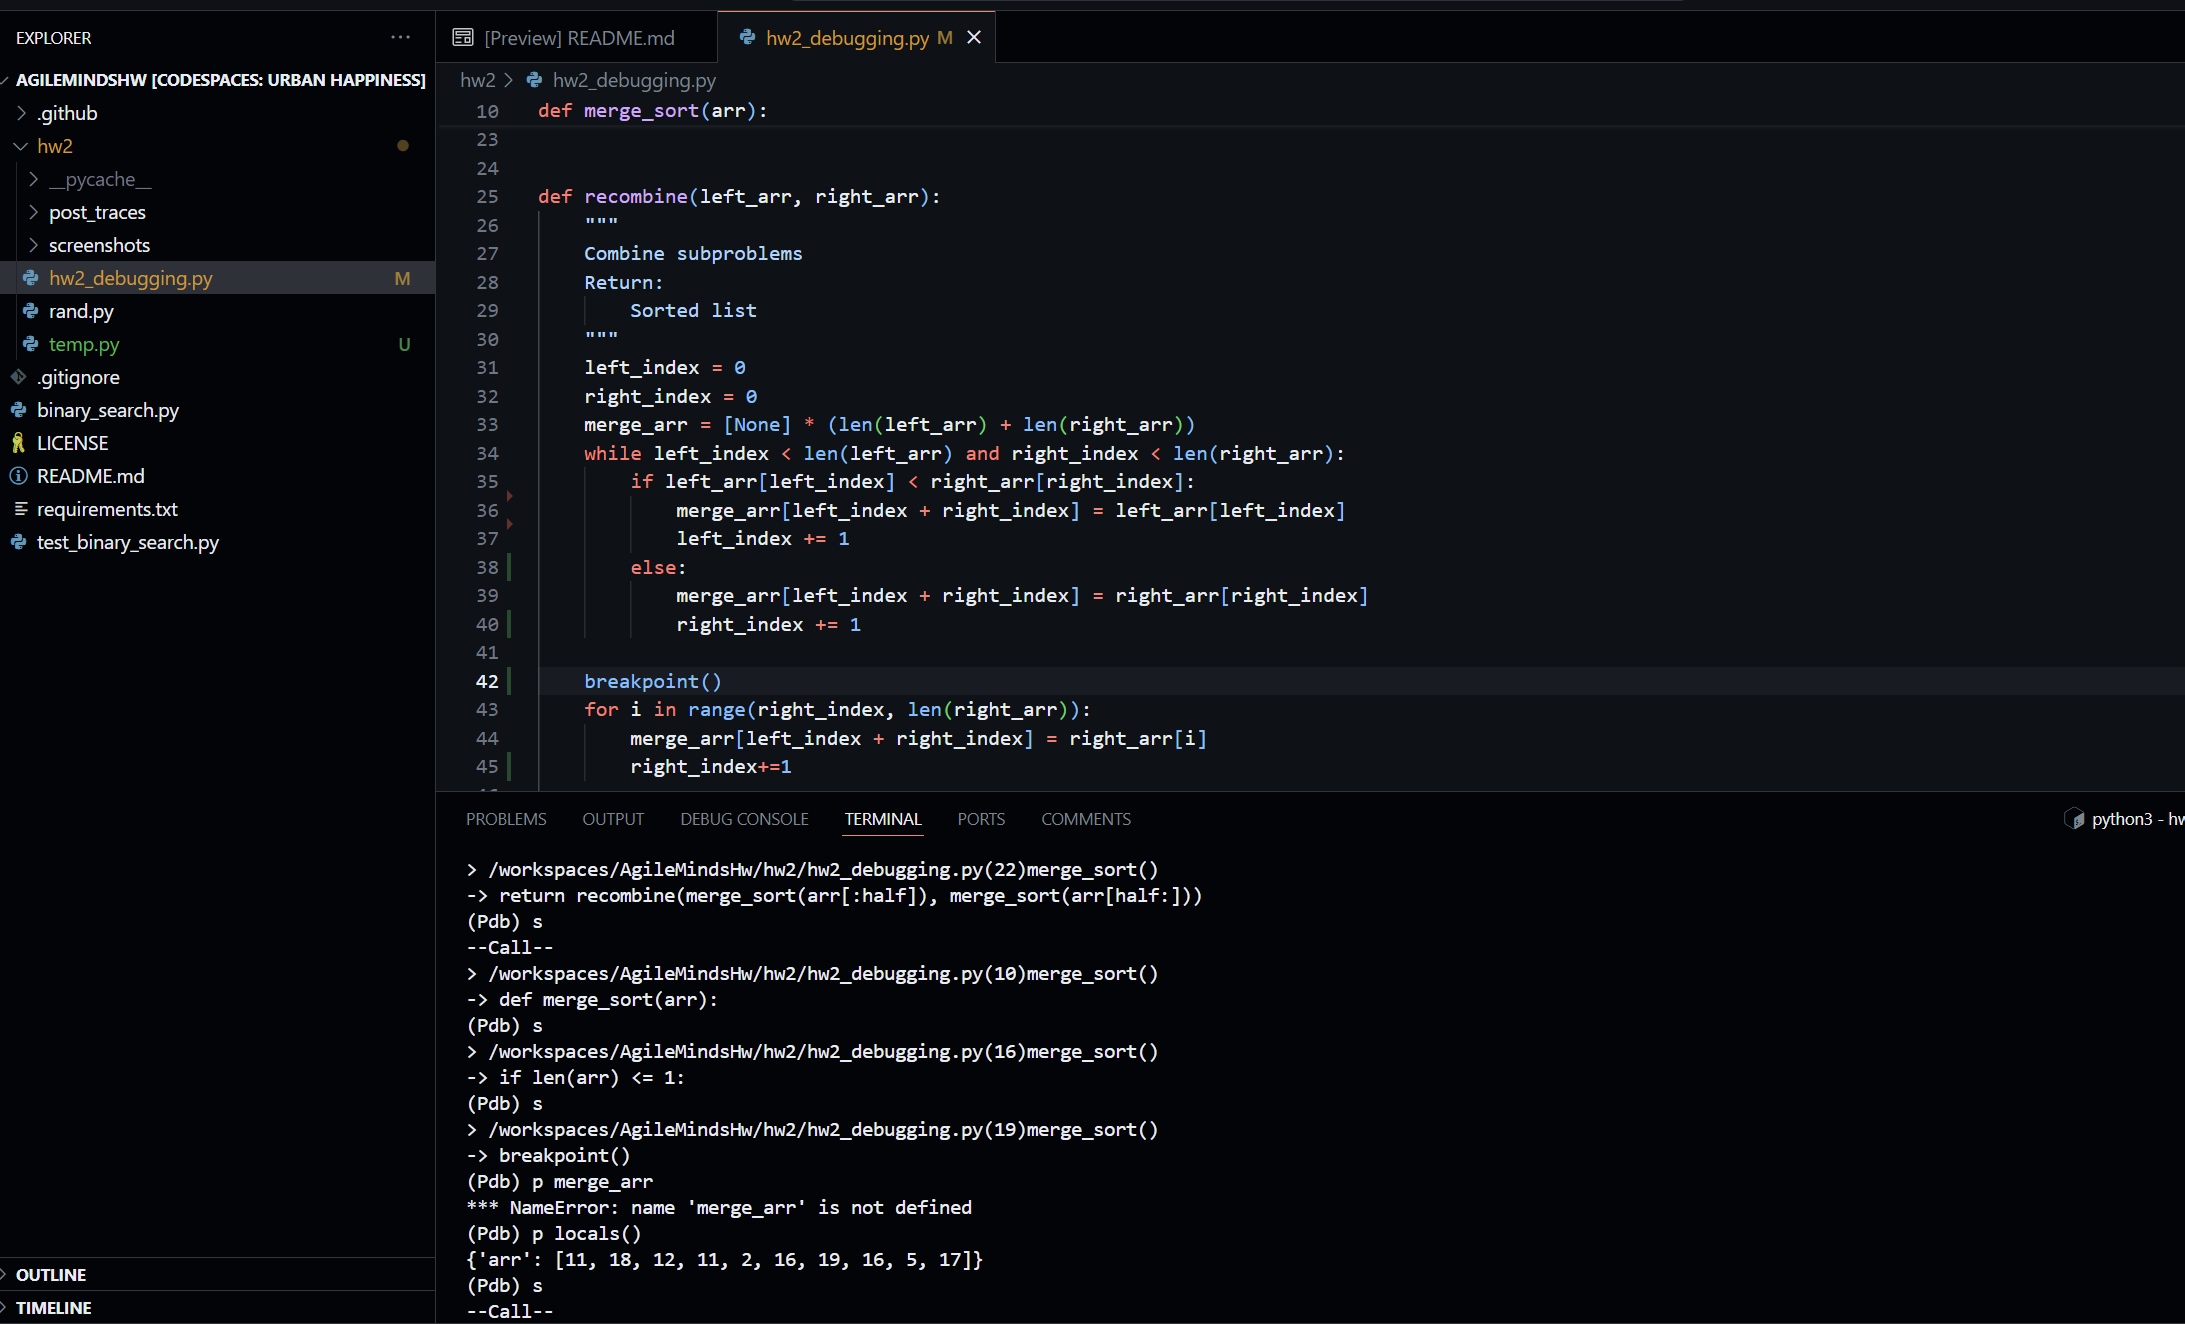 EXPLORER
···
AGILEMINDSHW [CODESPACES: URBAN HAPPINESS]
.github
hw2
__pycache__
post_traces
screenshots
hw2_debugging.py M
rand.py
temp.py U
.gitignore
binary_search.py
LICENSE
README.md
requirements.txt
test_binary_search.py
OUTLINE
TIMELINE
[Preview] README.md
hw2_debugging.py M
hw2 > hw2_debugging.py
10 def merge_sort(arr):
23
24
25 def recombine(left_arr, right_arr):
26     """
27     Combine subproblems
28     Return:
29         Sorted list
30     """
31     left_index = 0
32     right_index = 0
33     merge_arr = [None] * (len(left_arr) + len(right_arr))
34     while left_index < len(left_arr) and right_index < len(right_arr):
35         if left_arr[left_index] < right_arr[right_index]:
36             merge_arr[left_index + right_index] = left_arr[left_index]
37             left_index += 1
38         else:
39             merge_arr[left_index + right_index] = right_arr[right_index]
40             right_index += 1
41
42     breakpoint()
43     for i in range(right_index, len(right_arr)):
44         merge_arr[left_index + right_index] = right_arr[i]
45         right_index+=1
PROBLEMS OUTPUT DEBUG CONSOLE TERMINAL PORTS COMMENTS
python3 - hw
> /workspaces/AgileMindsHw/hw2/hw2_debugging.py(22)merge_sort()
-> return recombine(merge_sort(arr[:half]), merge_sort(arr[half:]))
(Pdb) s
--Call--
> /workspaces/AgileMindsHw/hw2/hw2_debugging.py(10)merge_sort()
-> def merge_sort(arr):
(Pdb) s
> /workspaces/AgileMindsHw/hw2/hw2_debugging.py(16)merge_sort()
-> if len(arr) <= 1:
(Pdb) s
> /workspaces/AgileMindsHw/hw2/hw2_debugging.py(19)merge_sort()
-> breakpoint()
(Pdb) p merge_arr
*** NameError: name 'merge_arr' is not defined
(Pdb) p locals()
{'arr': [11, 18, 12, 11, 2, 16, 19, 16, 5, 17]}
(Pdb) s
--Call--